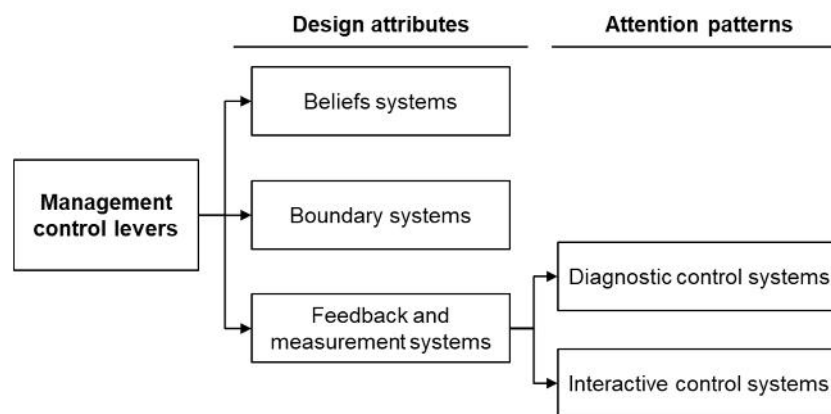 Design attributes
Attention patterns
Beliefs systems
Management
control levers
Boundary systems
Feedback and
measurement systems
Diagnostic control systems
Interactive control systems